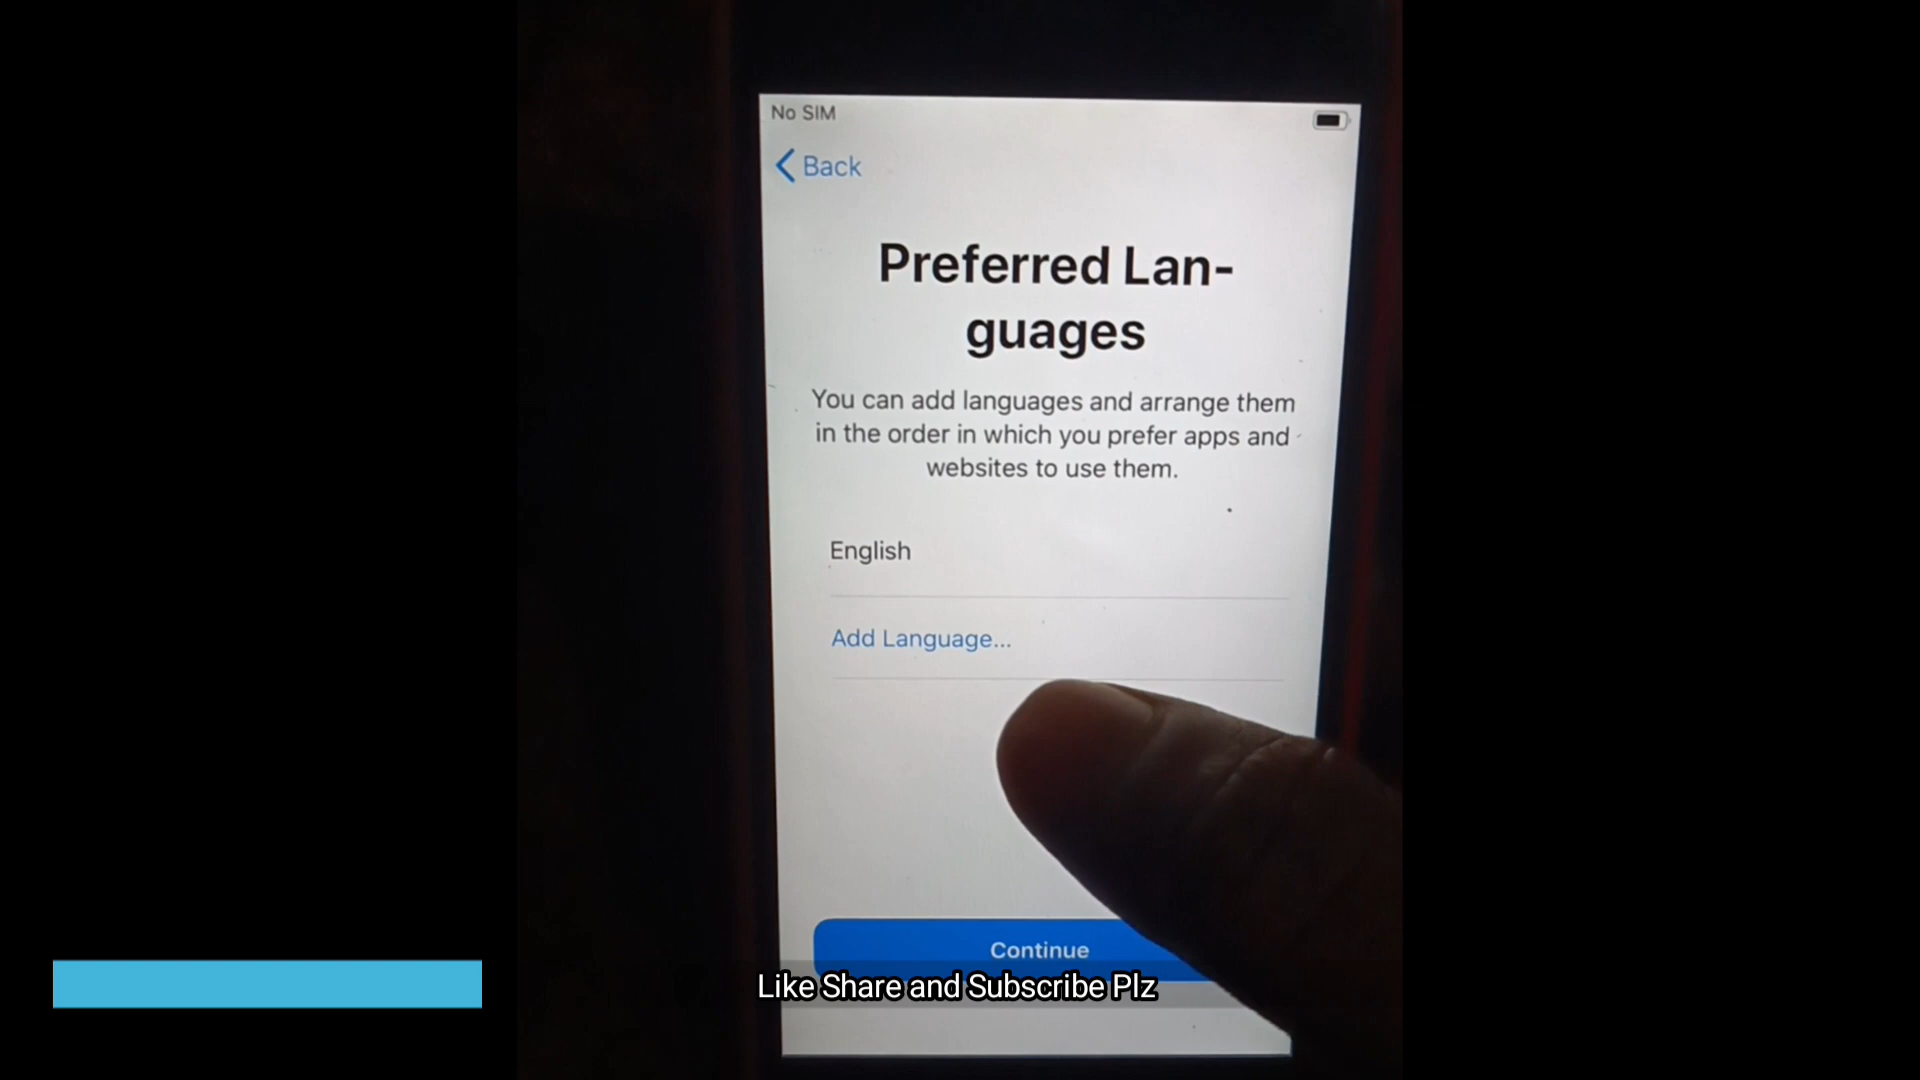 No SIM
Back
Preferred Lan-
guages
You can add languages and arrange them
in the order in which you prefer apps and
websites to use them.
English
Add Language...
Continue
Like Share and Subscribe Plz